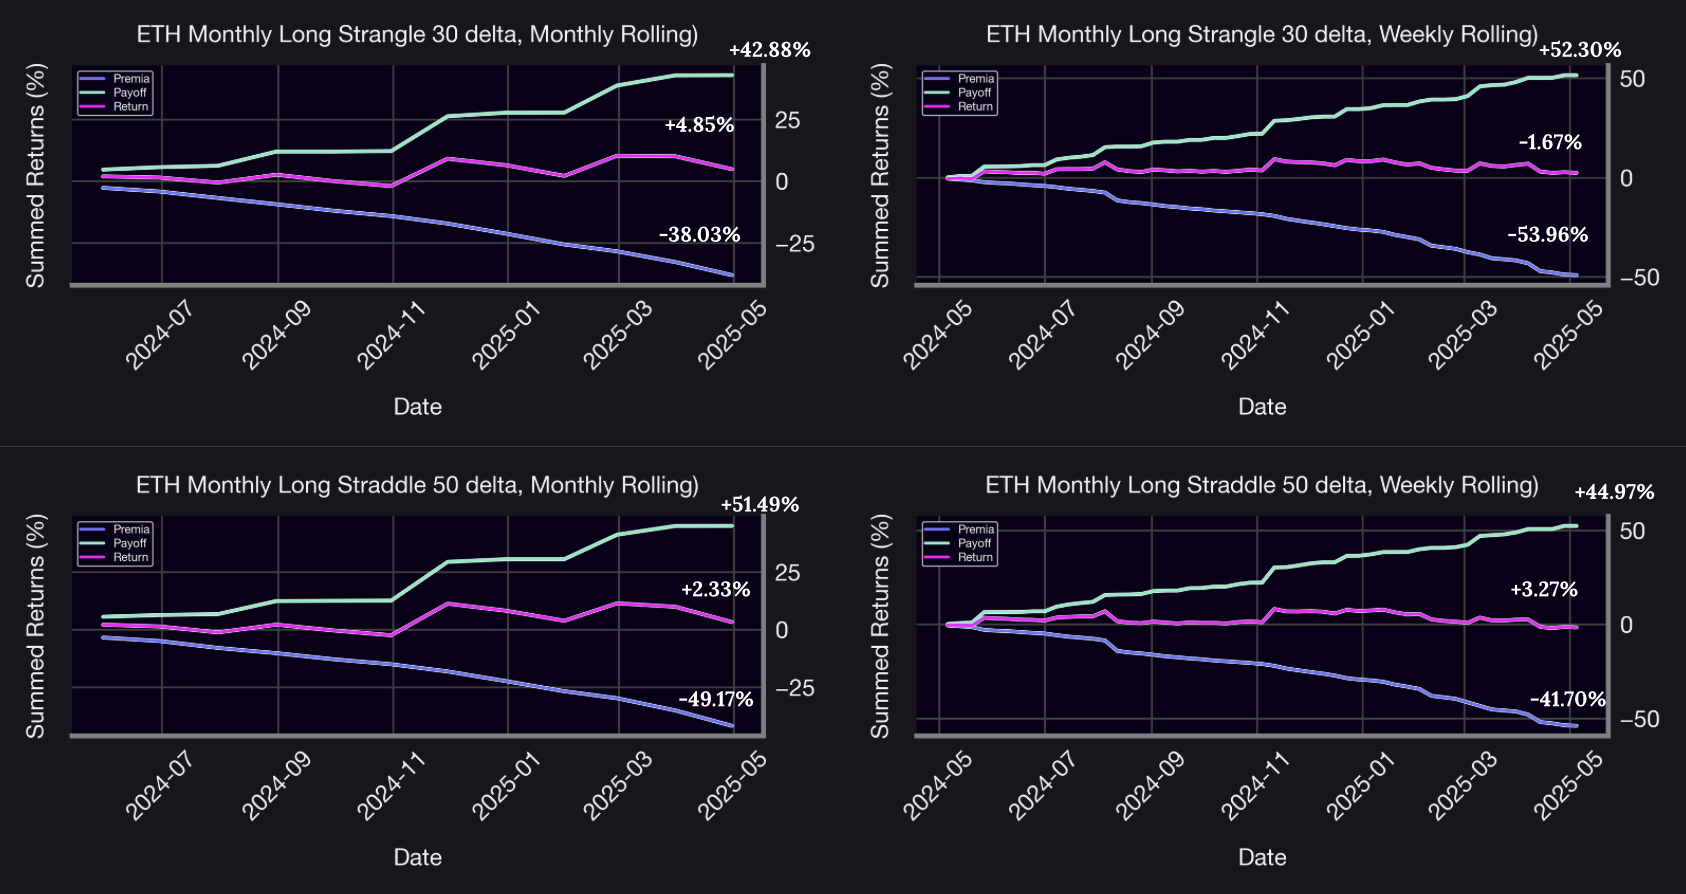 ETH Monthly Long Strangle 30 delta, Monthly Rolling)
+42.88%
Summed Returns (%)
Premia
Payoff
Return
+4.85%
-38.03%
25
0
−25
2024-07
2024-09
2024-11
2025-01
2025-03
2025-05
Date
ETH Monthly Long Strangle 30 delta, Weekly Rolling)
+52.30%
Summed Returns (%)
Premia
Payoff
Return
-1.67%
-53.96%
50
0
−50
2024-05
2024-07
2024-09
2024-11
2025-01
2025-03
2025-05
Date
ETH Monthly Long Straddle 50 delta, Monthly Rolling)
+51.49%
Summed Returns (%)
Premia
Payoff
Return
+2.33%
-49.17%
25
0
−25
2024-07
2024-09
2024-11
2025-01
2025-03
2025-05
Date
ETH Monthly Long Straddle 50 delta, Weekly Rolling)
+44.97%
Summed Returns (%)
Premia
Payoff
Return
+3.27%
-41.70%
50
0
−50
2024-05
2024-07
2024-09
2024-11
2025-01
2025-03
2025-05
Date